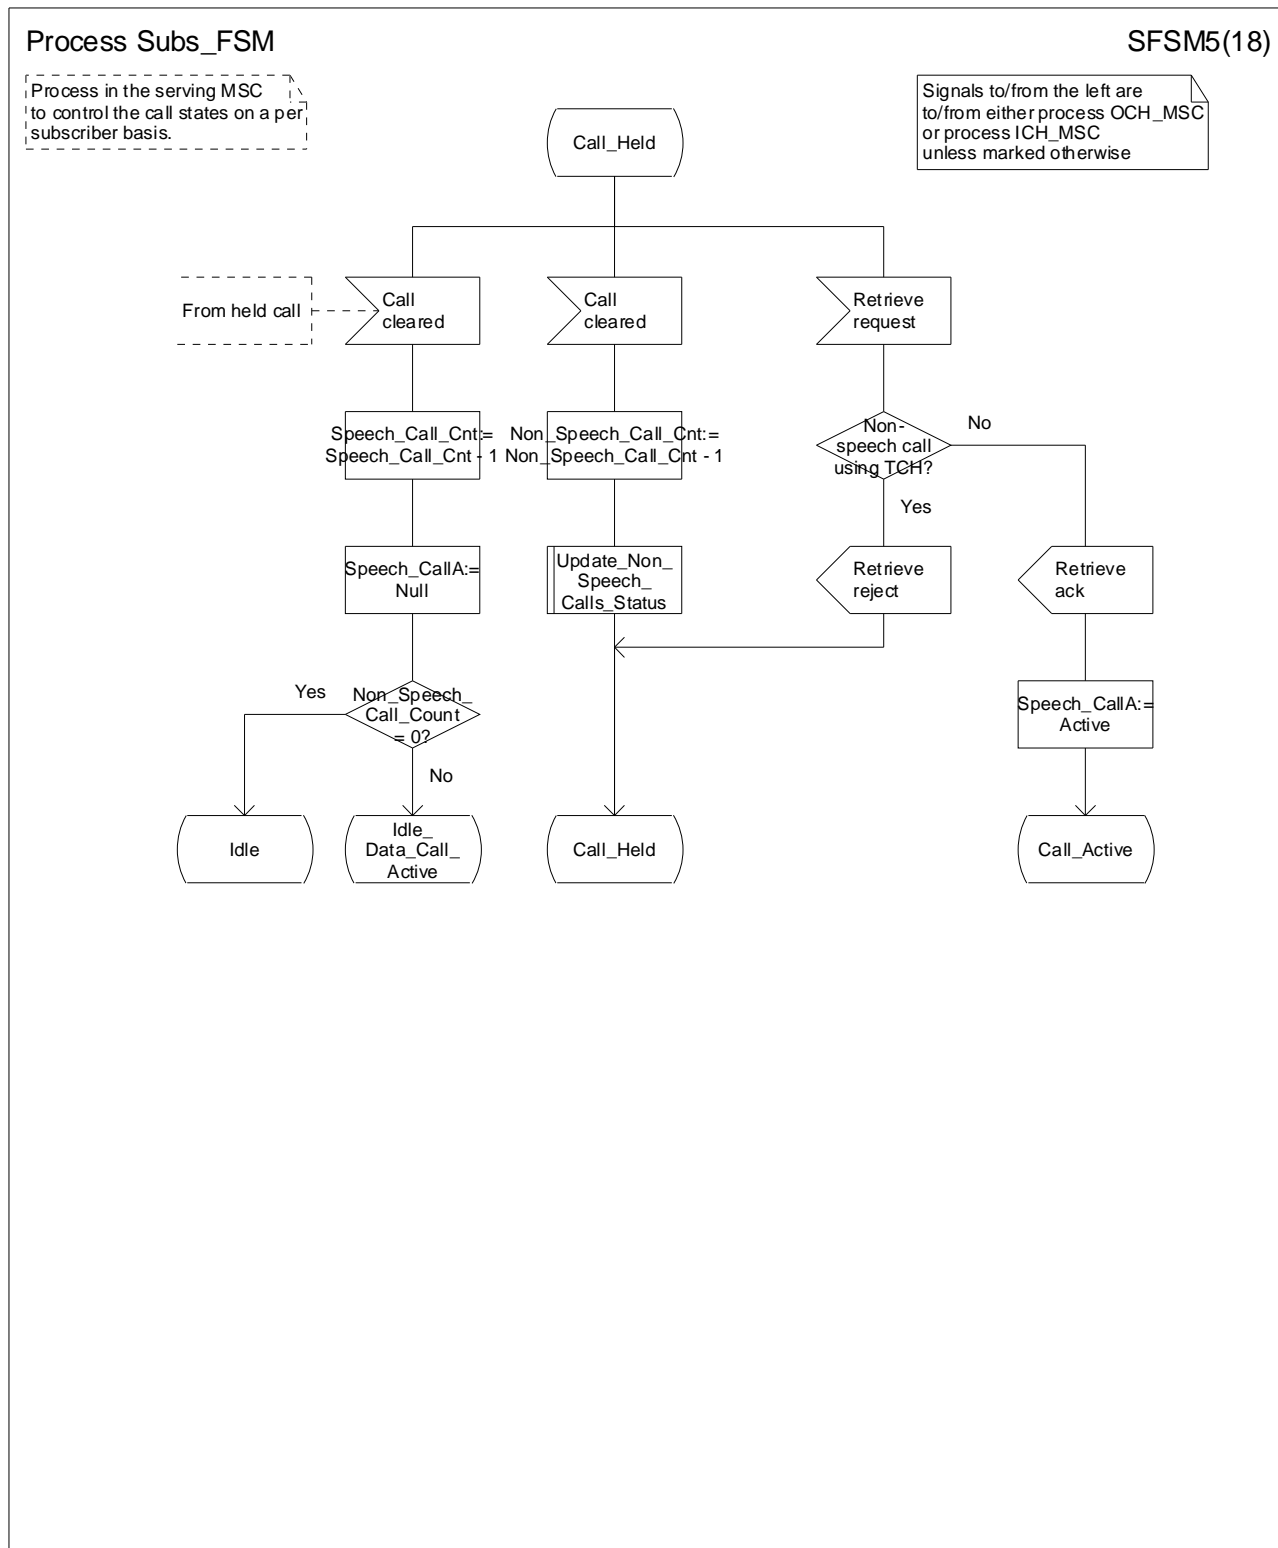 Process Subs_FSM
SFSM5(18)
Process in the serving MSC
to control the call states on a per
subscriber basis.
Signals to/from the left are
to/from either process OCH_MSC
or process ICH_MSC
unless marked otherwise
Call_Held
From held call
Call
cleared
Call
cleared
Retrieve
request
Speech_Call_Cnt:=
Speech_Call_Cnt - 1
Non_Speech_Call_Cnt:=
Non_Speech_Call_Cnt - 1
Non-
speech call
using TCH?
No
Yes
Speech_CallA:=
Null
Update_Non_
Speech_
Calls_Status
Retrieve
reject
Retrieve
ack
Yes
Non_Speech_
Call_Count
= 0?
No
Speech_CallA:=
Active
Idle
Idle_
Data_Call_
Active
Call_Held
Call_Active